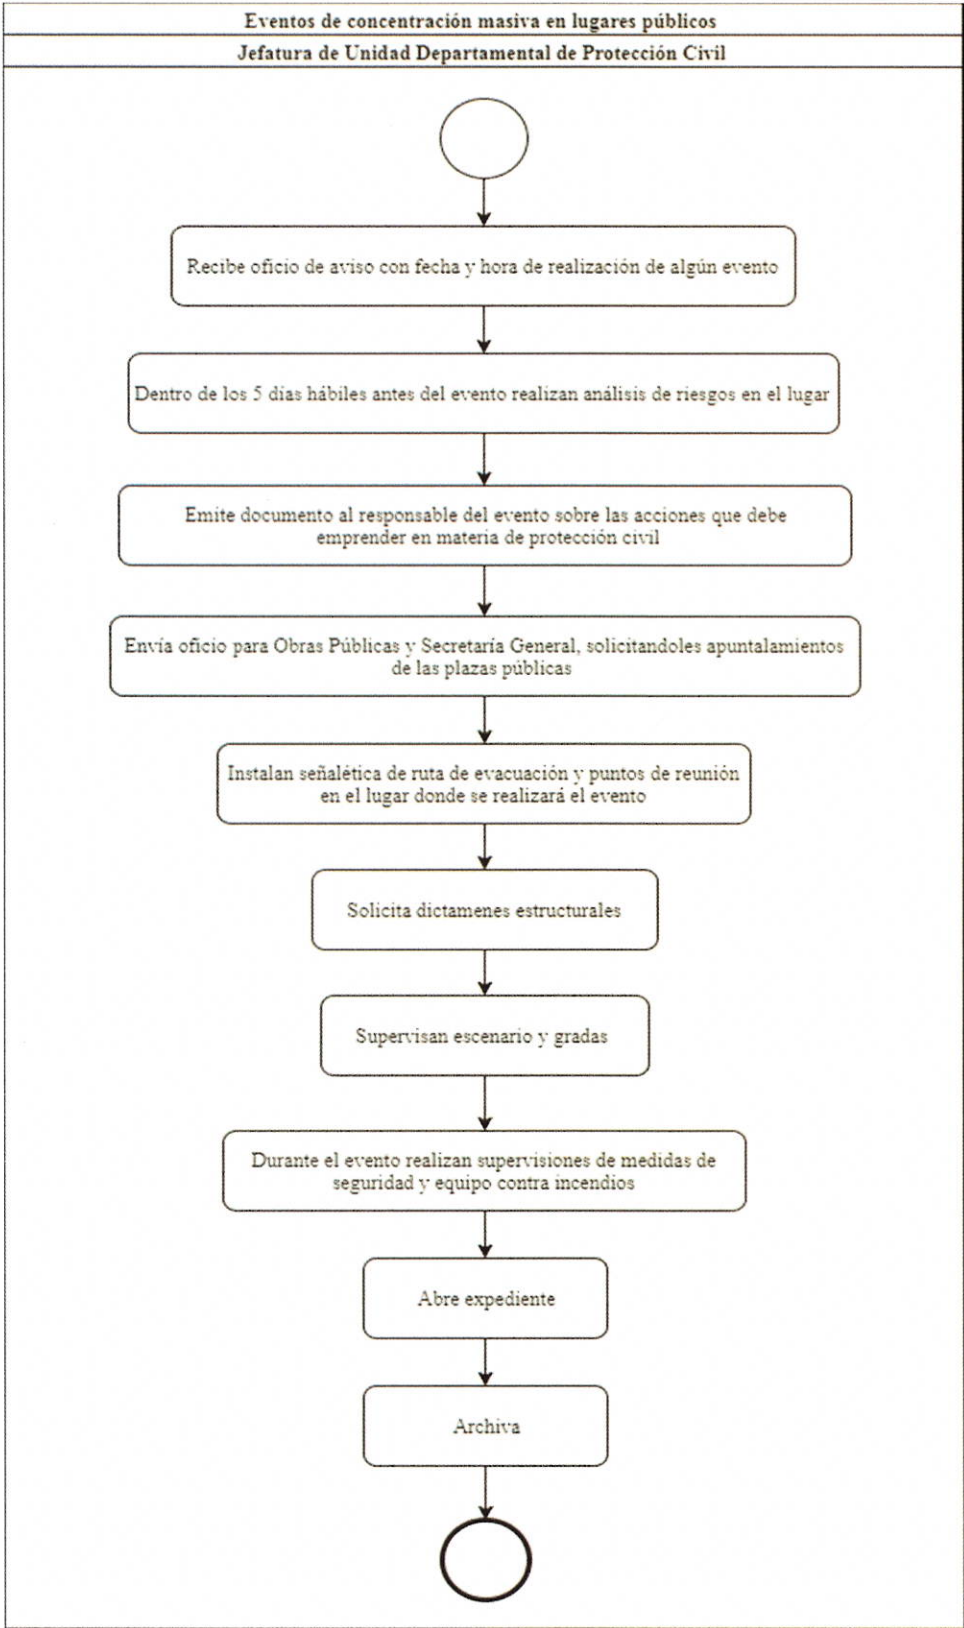 Eventos de concentración masiva en lugares públicos
Jefatura de Unidad Departamental de Protección Civil
Recibe oficio de aviso con fecha y hora de realización de algún evento
Dentro de los 5 días hábiles antes del evento realizan análisis de riesgos en el lugar
Emite documento al responsable del evento sobre las acciones que debe
emprender en materia de protección civil
Envía oficio para Obras Públicas y Secretaría General, solicitandoles apuntalamientos
de las plazas públicas
Instalan señalética de ruta de evacuación y puntos de reunión
en el lugar donde se realizará el evento
Solicita dictamenes estructurales
Supervisan escenario y gradas
Durante el evento realizan supervisiones de medidas de
seguridad y equipo contra incendios
Abre expediente
Archiva